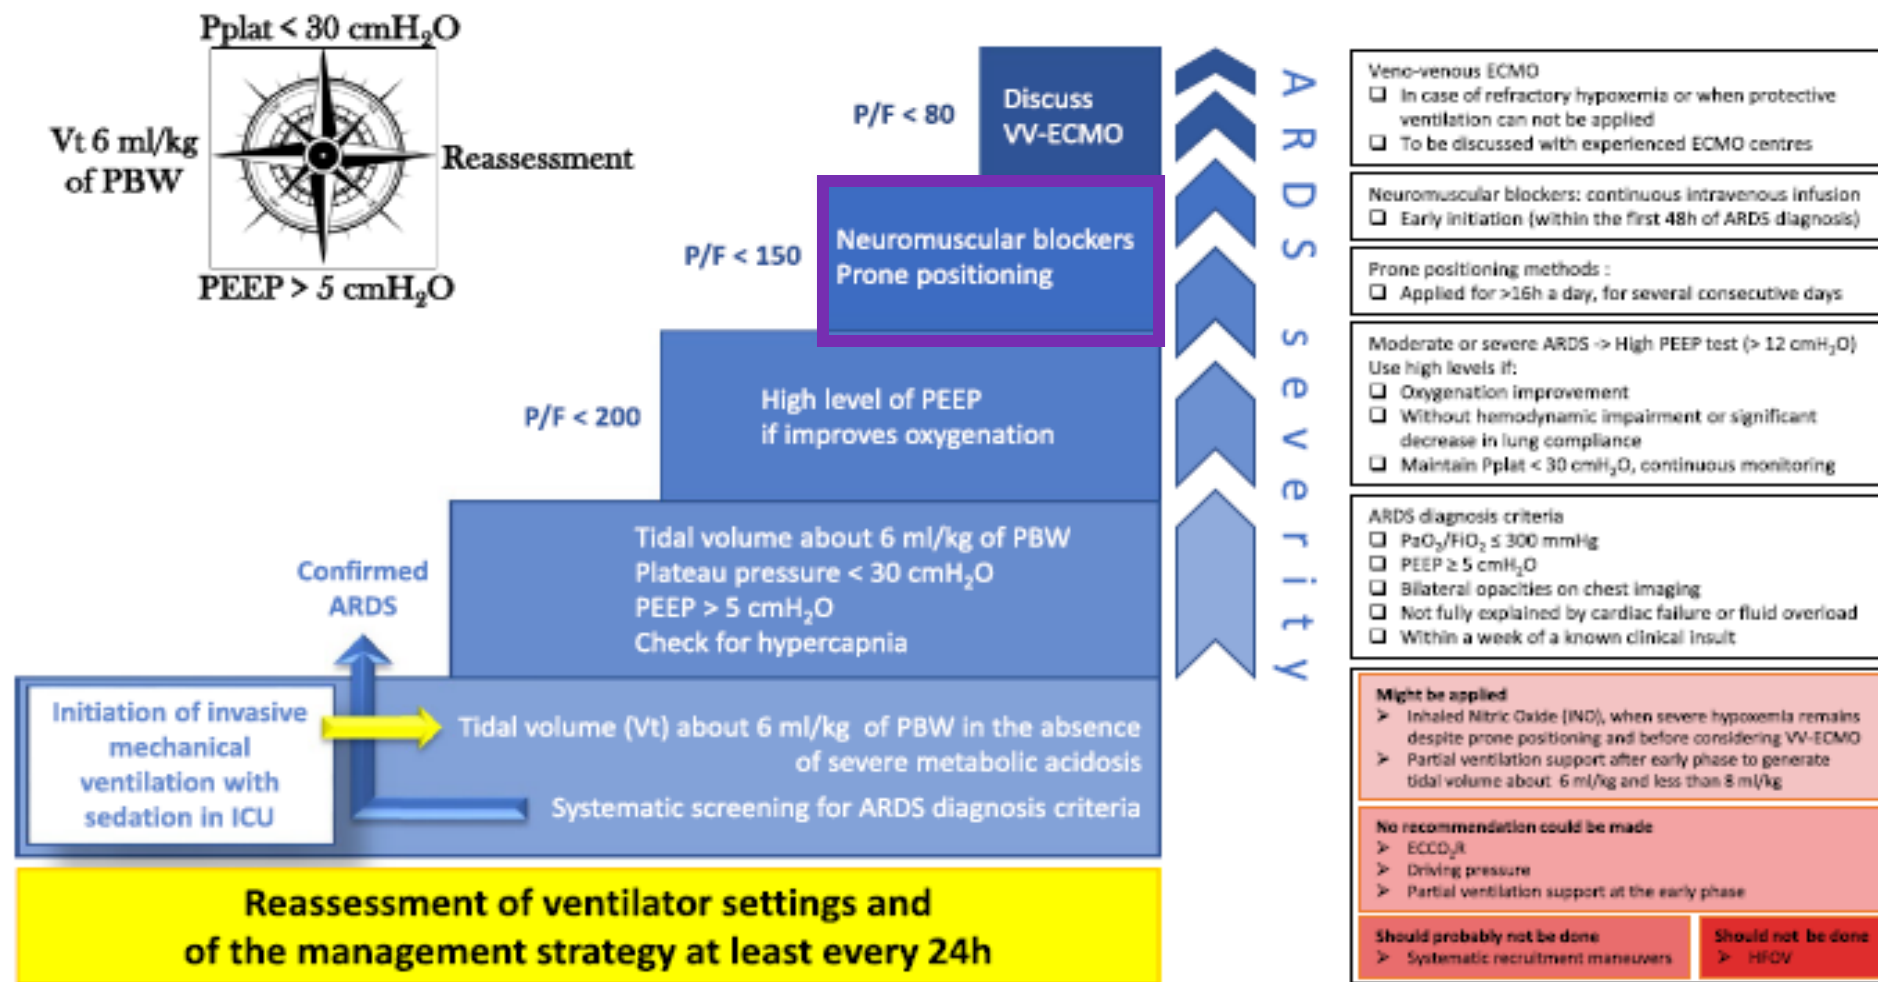 Pplat < 30 cmH₂O
Vt 6 ml/kg
of PBW
Reassessment
PEEP > 5 cmH₂O
P/F < 80
Discuss
VV-ECMO
P/F < 150
Neuromuscular blockers
Prone positioning
P/F < 200
High level of PEEP
if improves oxygenation
Confirmed
ARDS
Tidal volume about 6 ml/kg of PBW
Plateau pressure < 30 cmH₂O
PEEP > 5 cmH₂O
Check for hypercapnia
Initiation of invasive
mechanical
ventilation with
sedation in ICU
Tidal volume (Vt) about 6 ml/kg of PBW in the absence
of severe metabolic acidosis
Systematic screening for ARDS diagnosis criteria
Reassessment of ventilator settings and
of the management strategy at least every 24h
ARDS severity
Veno-venous ECMO
❑ In case of refractory hypoxemia or when protective
ventilation can not be applied
❑ To be discussed with experienced ECMO centres
Neuromuscular blockers: continuous intravenous infusion
❑ Early initiation (within the first 48h of ARDS diagnosis)
Prone positioning methods :
❑ Applied for >16h a day, for several consecutive days
Moderate or severe ARDS -> High PEEP test (> 12 cmH₂O)
Use high levels if:
❑ Oxygenation improvement
❑ Without hemodynamic impairment or significant
decrease in lung compliance
❑ Maintain Pplat < 30 cmH₂O, continuous monitoring
ARDS diagnosis criteria
❑ PaO₂/FiO₂ ≤ 300 mmHg
❑ PEEP ≥ 5 cmH₂O
❑ Bilateral opacities on chest imaging
❑ Not fully explained by cardiac failure or fluid overload
❑ Within a week of a known clinical insult
Might be applied
➢ Inhaled Nitric Oxide (iNO), when severe hypoxemia remains
despite prone positioning and before considering VV-ECMO
➢ Partial ventilation support after early phase to generate
tidal volume about 6 ml/kg and less than 8 ml/kg
No recommendation could be made
➢ ECCO₂R
➢ Driving pressure
➢ Partial ventilation support at the early phase
Should probably not be done
➢ Systematic recruitment maneuvers
Should not be done
➢ HFOV